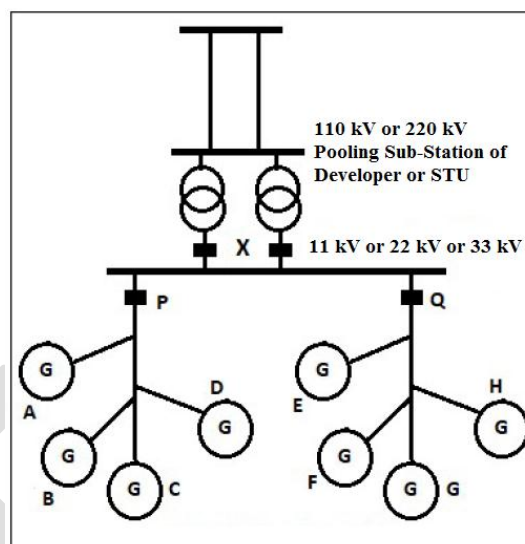 110 kV or 220 kV
Pooling Sub-Station of
Developer or STU
X
11 kV or 22 kV or 33 kV
P
Q
G
A
D
G
B
G
G
C
G
E
H
G
F
G
G
G